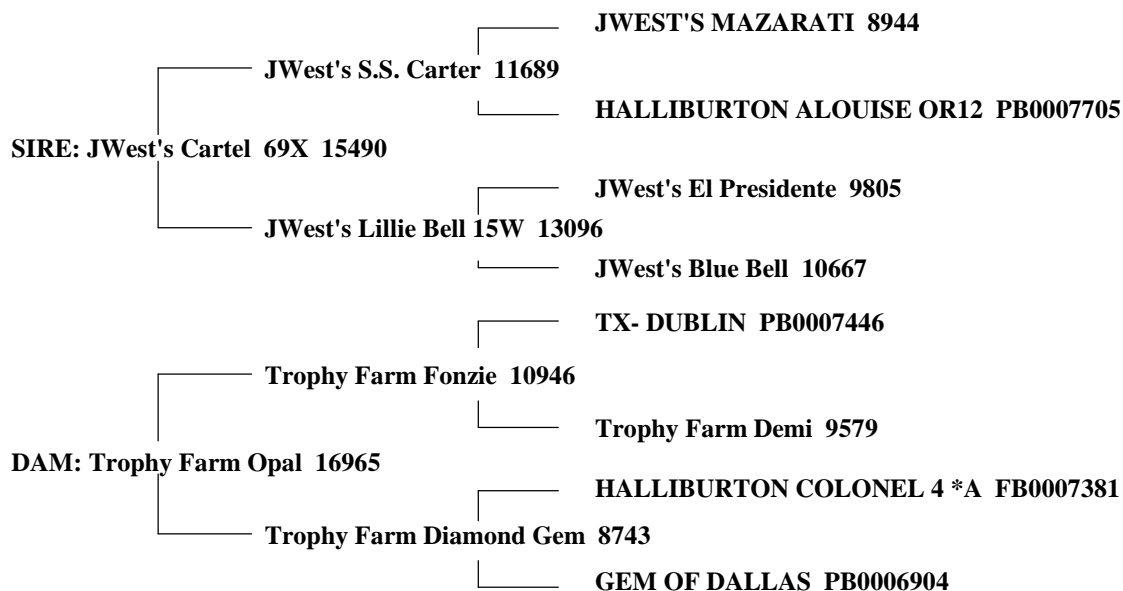 JWEST'S MAZARATI 8944
JWest's S.S. Carter 11689
HALLIBURTON ALOUISE OR12 PB0007705
SIRE: JWest's Cartel 69X 15490
JWest's El Presidente 9805
JWest's Lillie Bell 15W 13096
JWest's Blue Bell 10667
TX- DUBLIN PB0007446
Trophy Farm Fonzie 10946
Trophy Farm Demi 9579
DAM: Trophy Farm Opal 16965
HALLIBURTON COLONEL 4 *A FB0007381
Trophy Farm Diamond Gem 8743
GEM OF DALLAS PB0006904